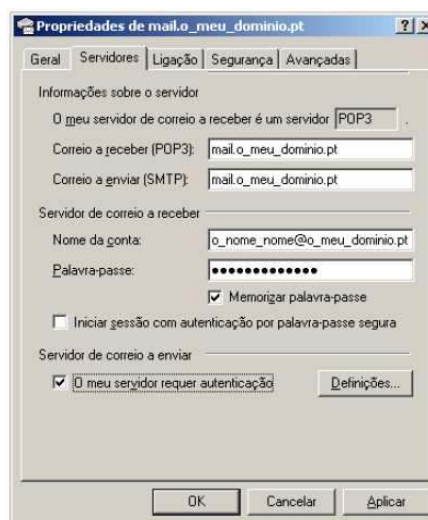 Propriedades de mail.o_meu_dominio.pt
Geral Servidores Ligação Segurança Avançadas
Informações sobre o servidor
O meu servidor de correio a receber é um servidor POP3 .
Correio a receber (POP3): mail.o_meu_dominio.pt
Correio a enviar (SMTP): mail.o_meu_dominio.pt
Servidor de correio a receber
Nome da conta: o_nome_nome@o_meu_dominio.pt
Palavra-passe: ●●●●●●●●●●●●●
Memorizar palavra-passe
Iniciar sessão com autenticação por palavra-passe segura
Servidor de correio a enviar
O meu servidor requer autenticação Definições...
OK Cancelar Aplicar